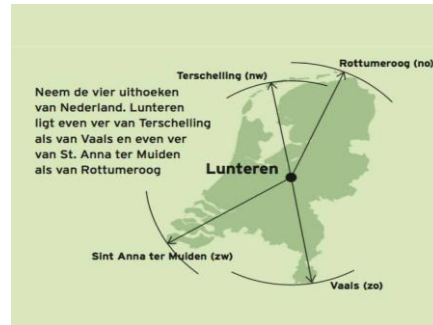 Rottumeroog (no)
Terschelling (nw)
Neem de vier uithoeken
van Nederland. Lunteren
ligt even ver van Terschelling
als van Vaals en even ver
van St. Anna ter Muiden
als van Rottumeroog
Lunteren
Sint Anna ter Muiden (zw)
Vaals (zo)